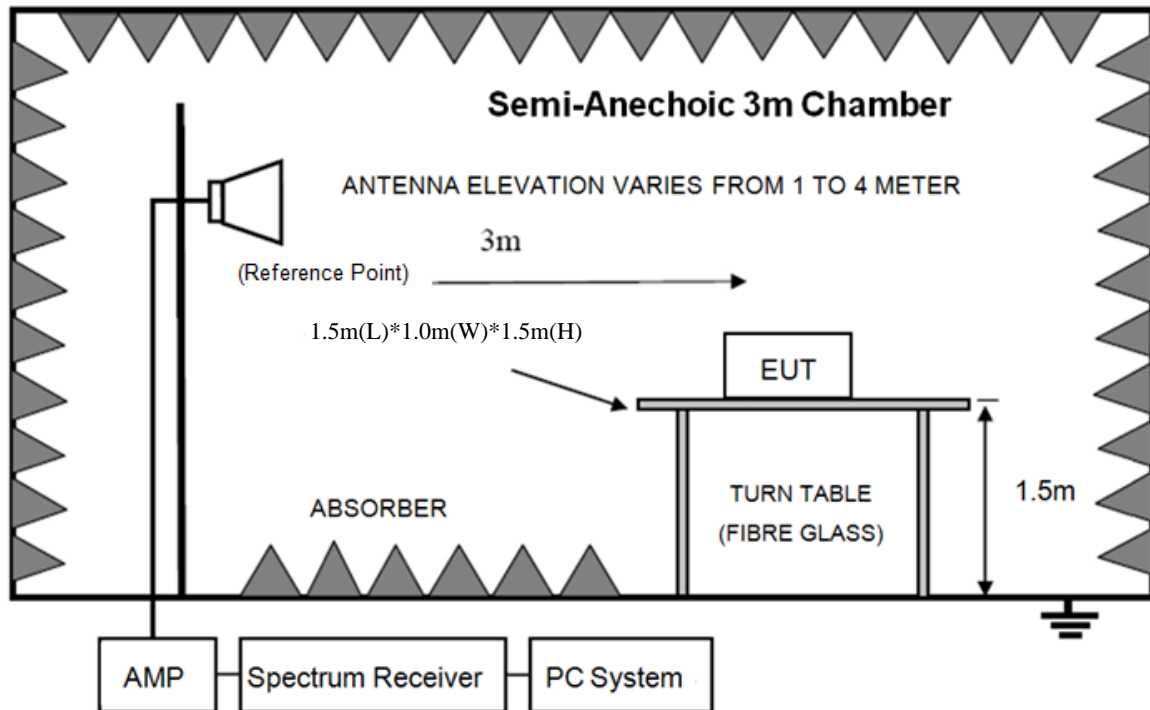 Semi-Anechoic 3m Chamber
ANTENNA ELEVATION VARIES FROM 1 TO 4 METER
3m
(Reference Point)
1.5m(L)*1.0m(W)*1.5m(H)
EUT
TURN TABLE
(FIBRE GLASS)
1.5m
ABSORBER
AMP
Spectrum Receiver
PC System